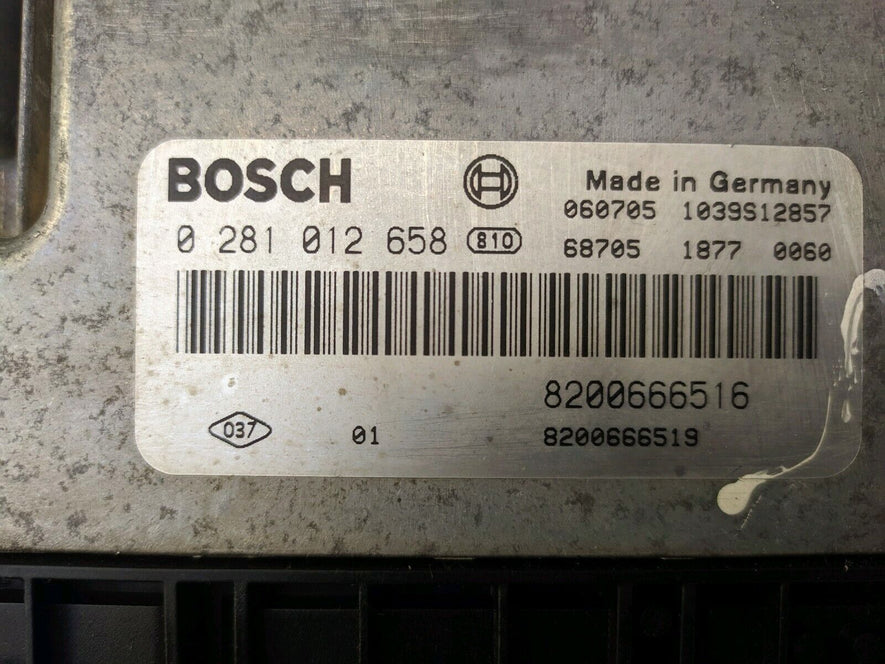 BOSCH
Made in Germany
060705 1039S12857
0 281 012 658 810
68705 1877 0060
8200666516
037 01 8200666519